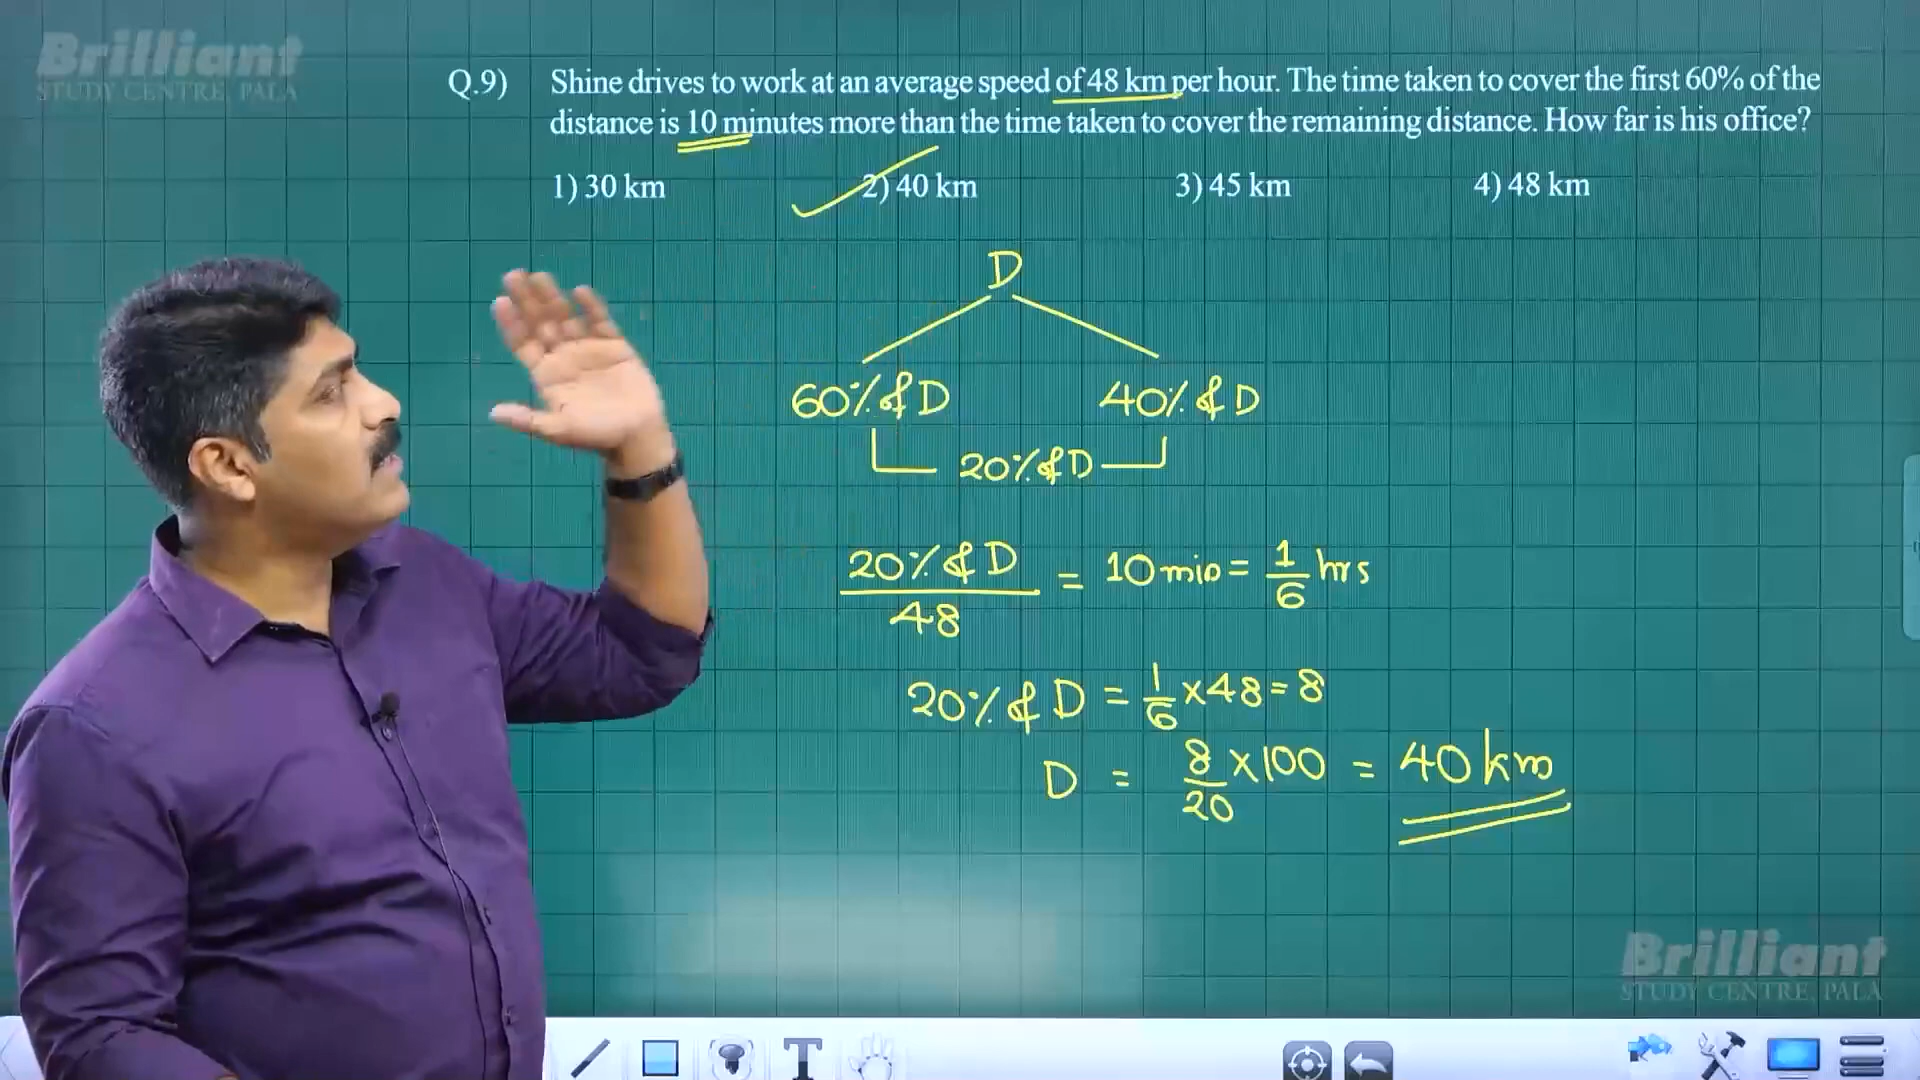 Brilliant
STUDY CENTRE, PALA
Q.9) Shine drives to work at an average speed of 48 km per hour. The time taken to cover the first 60% of the
distance is 10 minutes more than the time taken to cover the remaining distance. How far is his office?
1) 30 km 2) 40 km 3) 45 km 4) 48 km
D
60% of D 40% of D
20% of D
20% of D / 48 = 10 min = 1/6 hrs
20% of D = 1/6 × 48 = 8
D = 8/20 × 100 = 40 km
Brilliant
STUDY CENTRE, PALA
T